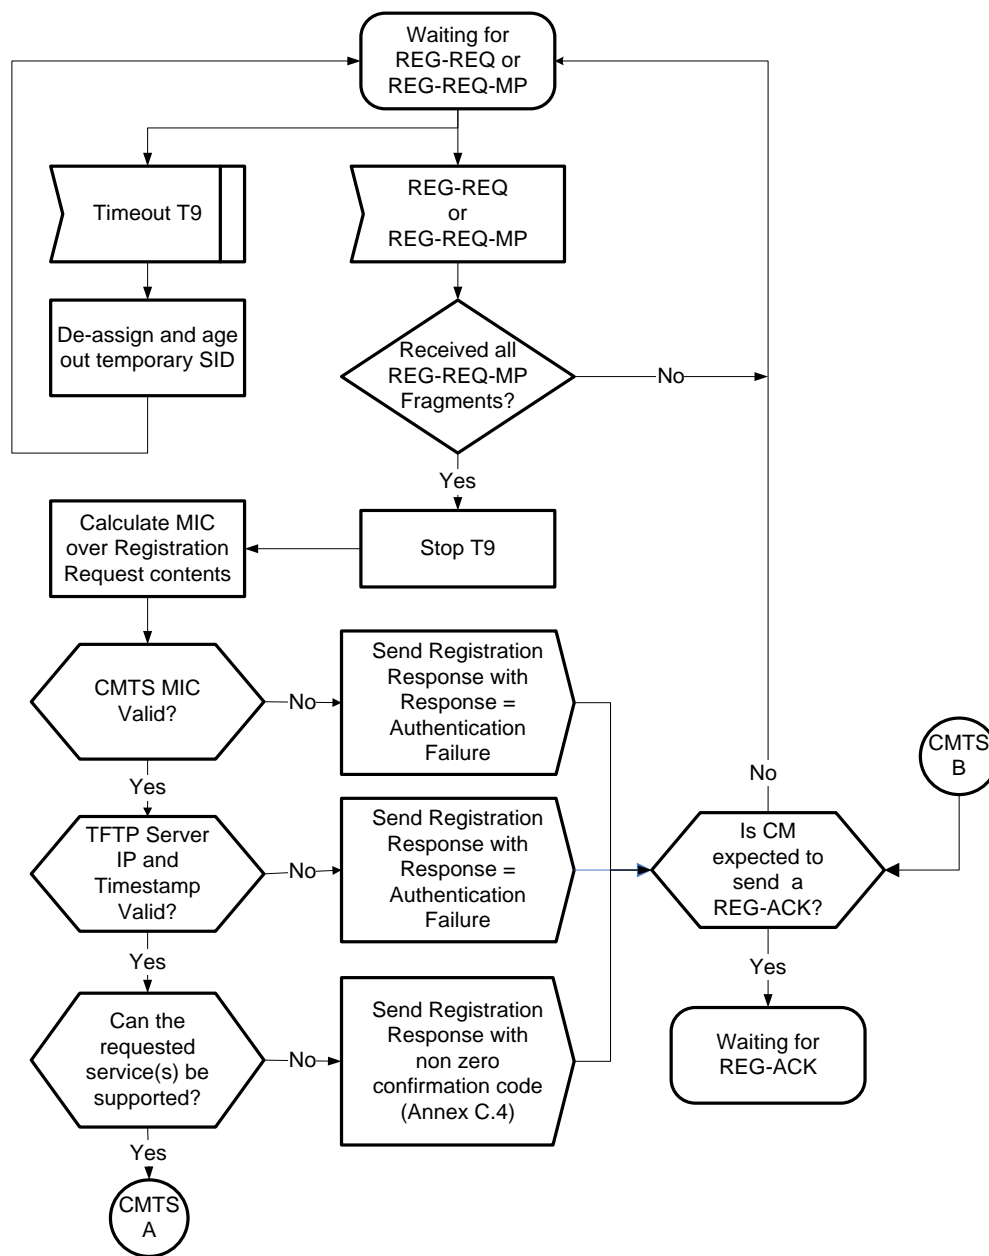 Waiting for
REG-REQ or
REG-REQ-MP
Timeout T9
REG-REQ
or
REG-REQ-MP
De-assign and age
out temporary SID
Received all
REG-REQ-MP
Fragments?
No
Yes
Calculate MIC
over Registration
Request contents
Stop T9
CMTS MIC
Valid?
No
Send Registration
Response with
Response =
Authentication
Failure
Yes
TFTP Server
IP and
Timestamp
Valid?
No
Send Registration
Response with
Response =
Authentication
Failure
No
CMTS
B
Is CM
expected to
send a
REG-ACK?
Yes
Can the
requested
service(s) be
supported?
No
Send Registration
Response with
non zero
confirmation code
(Annex C.4)
Yes
Waiting for
REG-ACK
Yes
CMTS
A